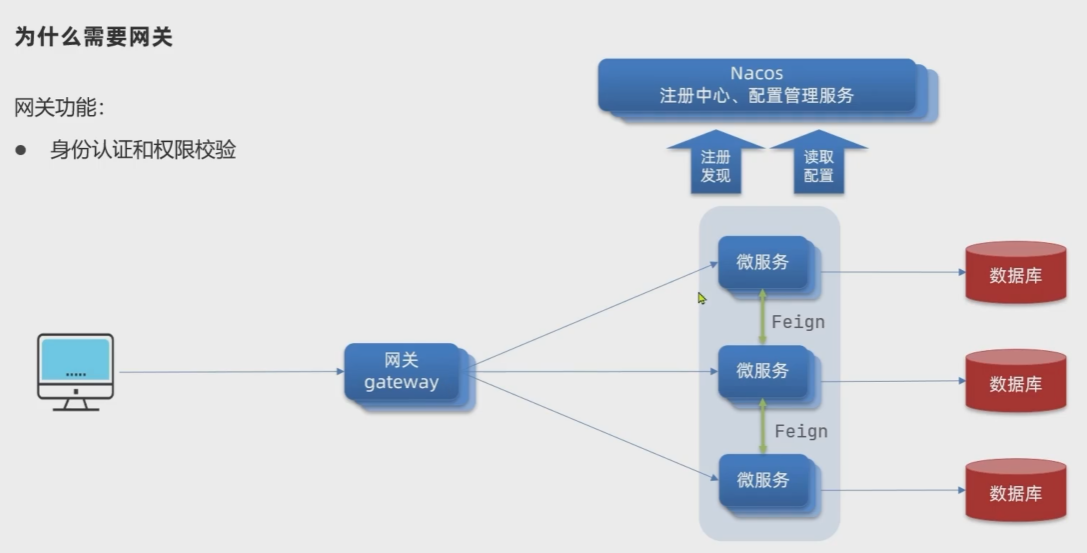 为什么需要网关
网关功能：
● 身份认证和权限校验
Nacos
注册中心、配置管理服务
注册
发现
读取
配置
微服务
数据库
Feign
网关
gateway
微服务
数据库
Feign
微服务
数据库